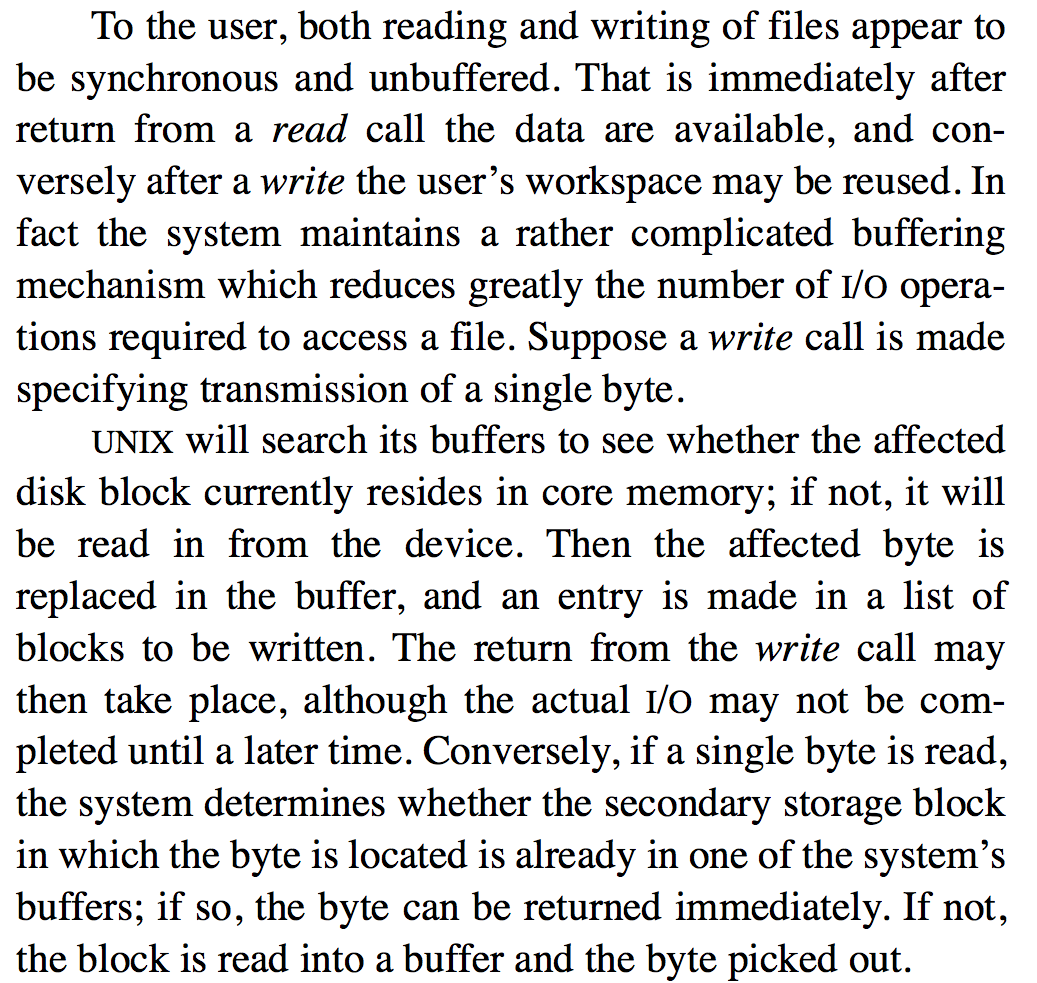 To the user, both reading and writing of files appear to
be synchronous and unbuffered. That is immediately after
return from a read call the data are available, and con-
versely after a write the user’s workspace may be reused. In
fact the system maintains a rather complicated buffering
mechanism which reduces greatly the number of I/O opera-
tions required to access a file. Suppose a write call is made
specifying transmission of a single byte.
UNIX will search its buffers to see whether the affected
disk block currently resides in core memory; if not, it will
be read in from the device. Then the affected byte is
replaced in the buffer, and an entry is made in a list of
blocks to be written. The return from the write call may
then take place, although the actual I/O may not be com-
pleted until a later time. Conversely, if a single byte is read,
the system determines whether the secondary storage block
in which the byte is located is already in one of the system’s
buffers; if so, the byte can be returned immediately. If not,
the block is read into a buffer and the byte picked out.